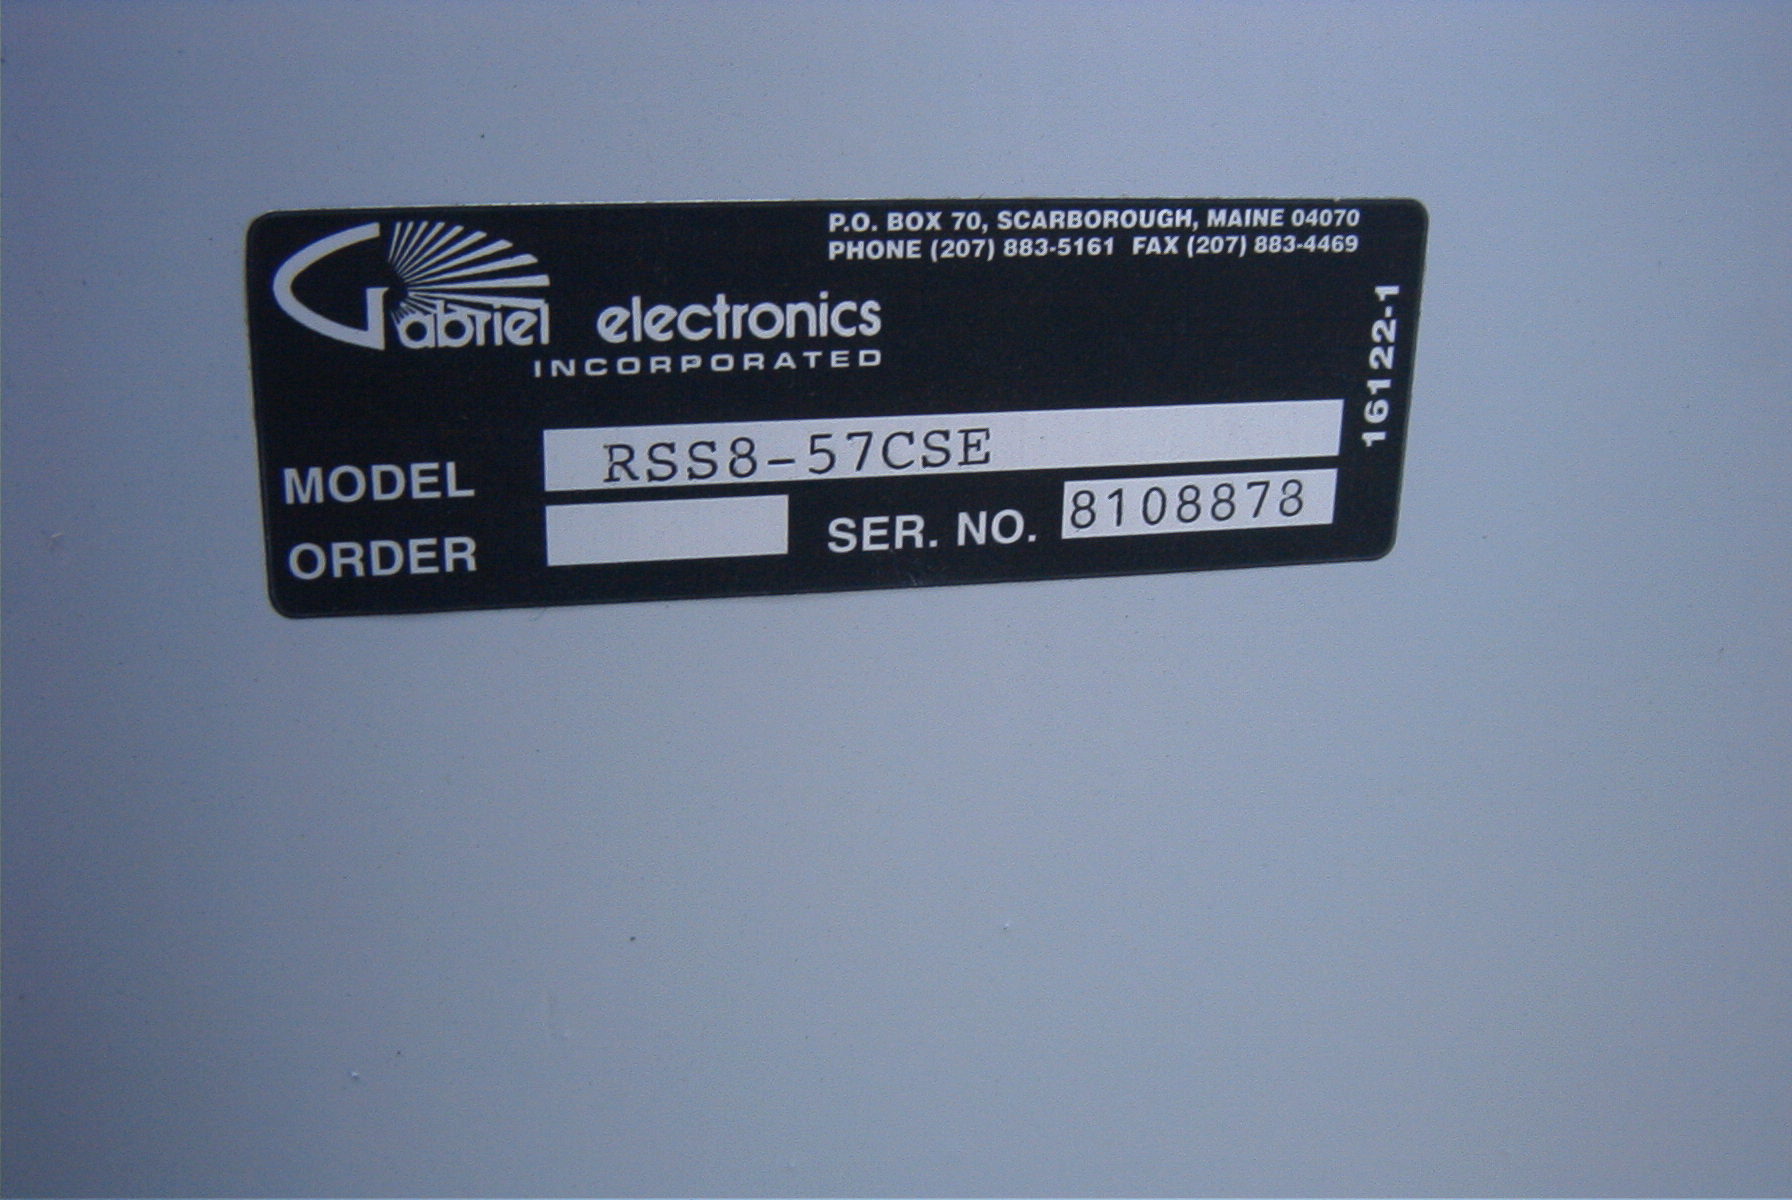 P.O. BOX 70, SCARBOROUGH, MAINE 04070
PHONE (207) 883-5161 FAX (207) 883-4469
Gabriel electronics
INCORPORATED
16122-1
MODEL RSS8-57CSE
ORDER SER. NO. 8108878